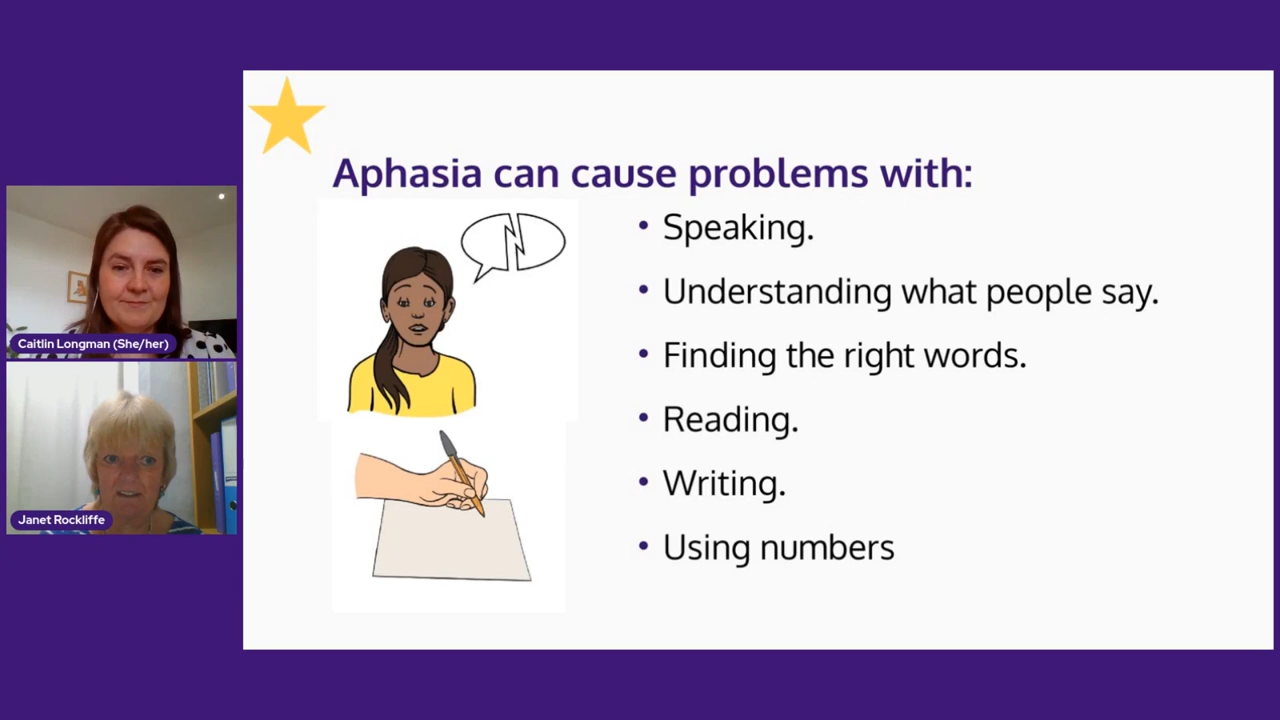 Aphasia can cause problems with:
• Speaking.
• Understanding what people say.
• Finding the right words.
• Reading.
• Writing.
• Using numbers
Caitlin Longman (She/her)
Janet Rockliffe